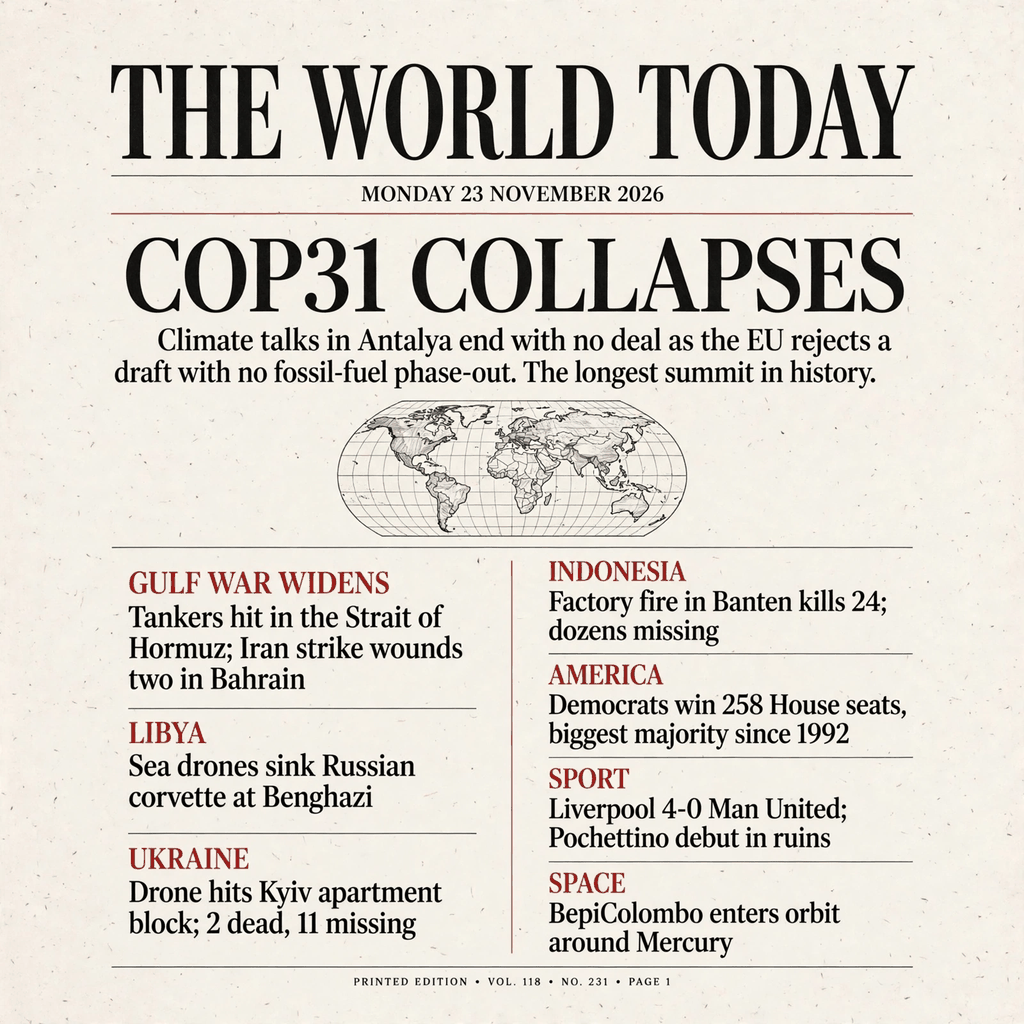 THE WORLD TODAY
MONDAY 23 NOVEMBER 2026
COP31 COLLAPSES
Climate talks in Antalya end with no deal as the EU rejects a
draft with no fossil-fuel phase-out. The longest summit in history.
GULF WAR WIDENS
Tankers hit in the Strait of
Hormuz; Iran strike wounds
two in Bahrain
LIBYA
Sea drones sink Russian
corvette at Benghazi
UKRAINE
Drone hits Kyiv apartment
block; 2 dead, 11 missing
INDONESIA
Factory fire in Banten kills 24;
dozens missing
AMERICA
Democrats win 258 House seats,
biggest majority since 1992
SPORT
Liverpool 4-0 Man United;
Pochettino debut in ruins
SPACE
BepiColombo enters orbit
around Mercury
PRINTED EDITION • VOL. 118 • NO. 231 • PAGE 1